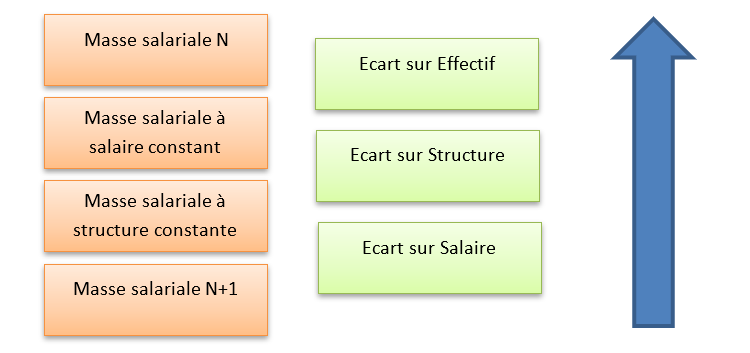 Masse salariale N
Masse salariale à
salaire constant
Masse salariale à
structure constante
Masse salariale N+1
Ecart sur Effectif
Ecart sur Structure
Ecart sur Salaire